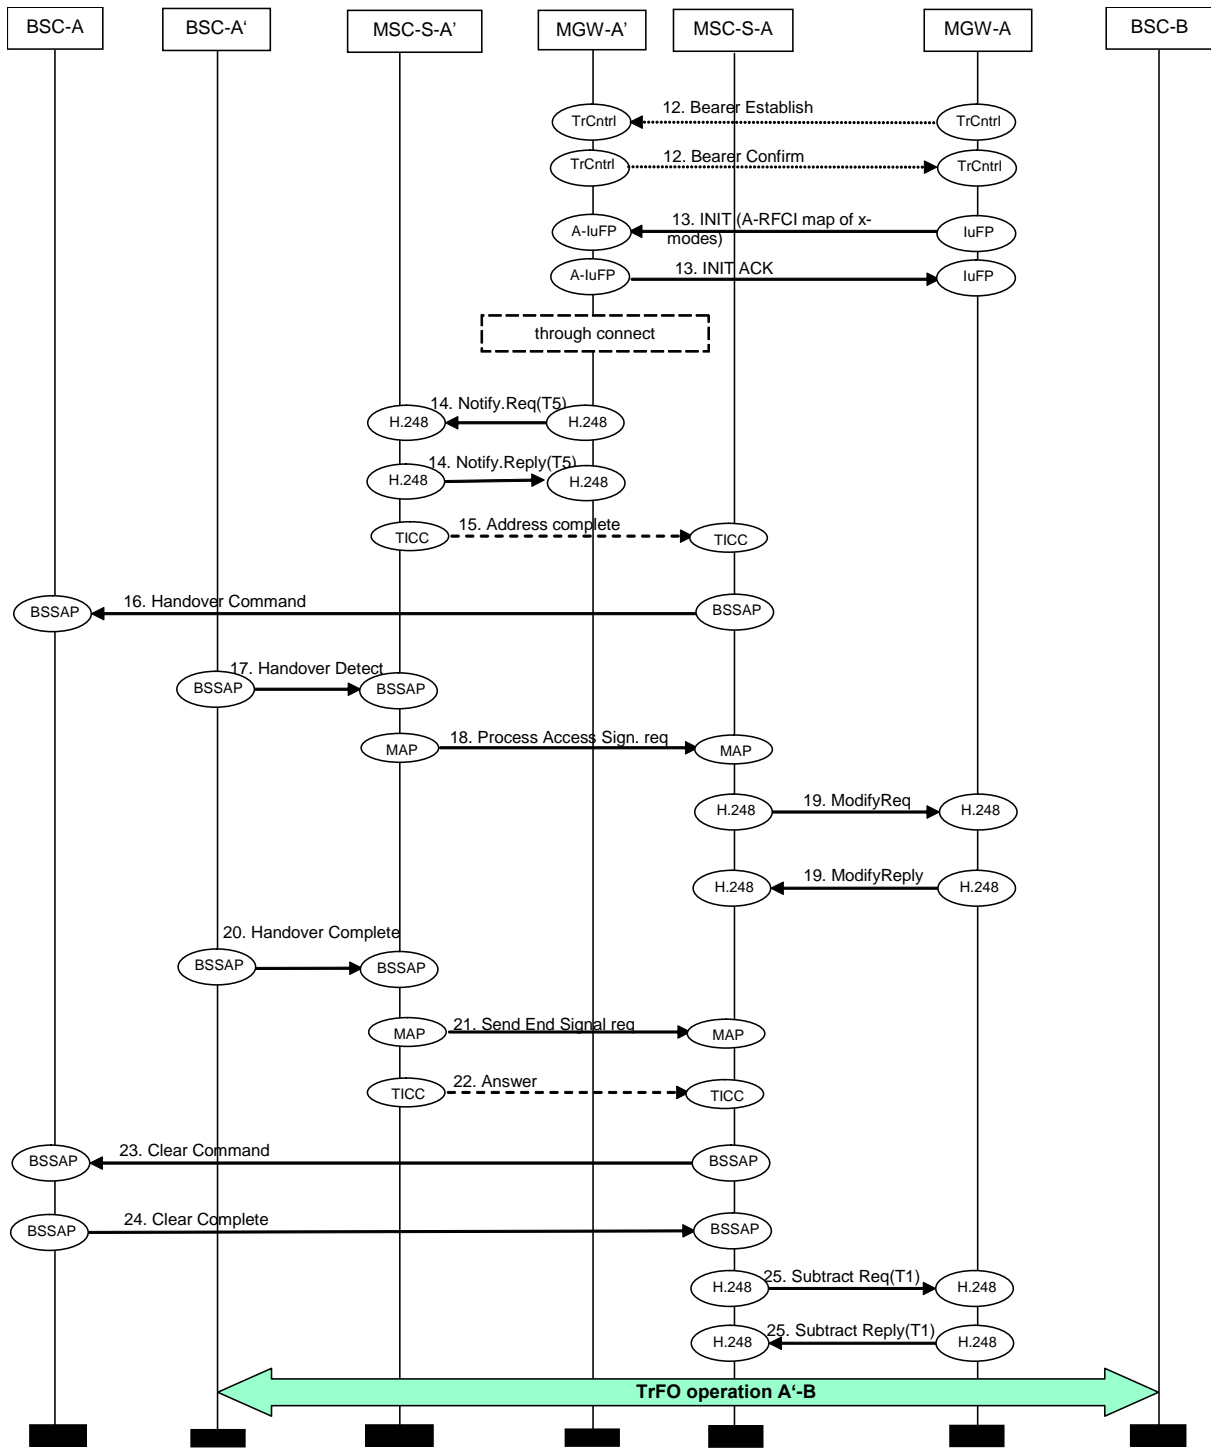 BSC-A
BSC-A‘
MSC-S-A’
MGW-A’
MSC-S-A
MGW-A
BSC-B
12. Bearer Establish
TrCntrl
TrCntrl
12. Bearer Confirm
TrCntrl
TrCntrl
13. INIT (A-RFCI map of x-
modes)
A-IuFP
IuFP
13. INIT ACK
A-IuFP
IuFP
through connect
14. Notify.Req(T5)
H.248
H.248
14. Notify.Reply(T5)
H.248
H.248
15. Address complete
TICC
TICC
16. Handover Command
BSSAP
BSSAP
17. Handover Detect
BSSAP
BSSAP
18. Process Access Sign. req
MAP
MAP
19. ModifyReq
H.248
H.248
19. ModifyReply
H.248
H.248
20. Handover Complete
BSSAP
BSSAP
21. Send End Signal req
MAP
MAP
22. Answer
TICC
TICC
23. Clear Command
BSSAP
BSSAP
24. Clear Complete
BSSAP
BSSAP
25. Subtract Req(T1)
H.248
H.248
25. Subtract Reply(T1)
H.248
H.248
TrFO operation A‘-B